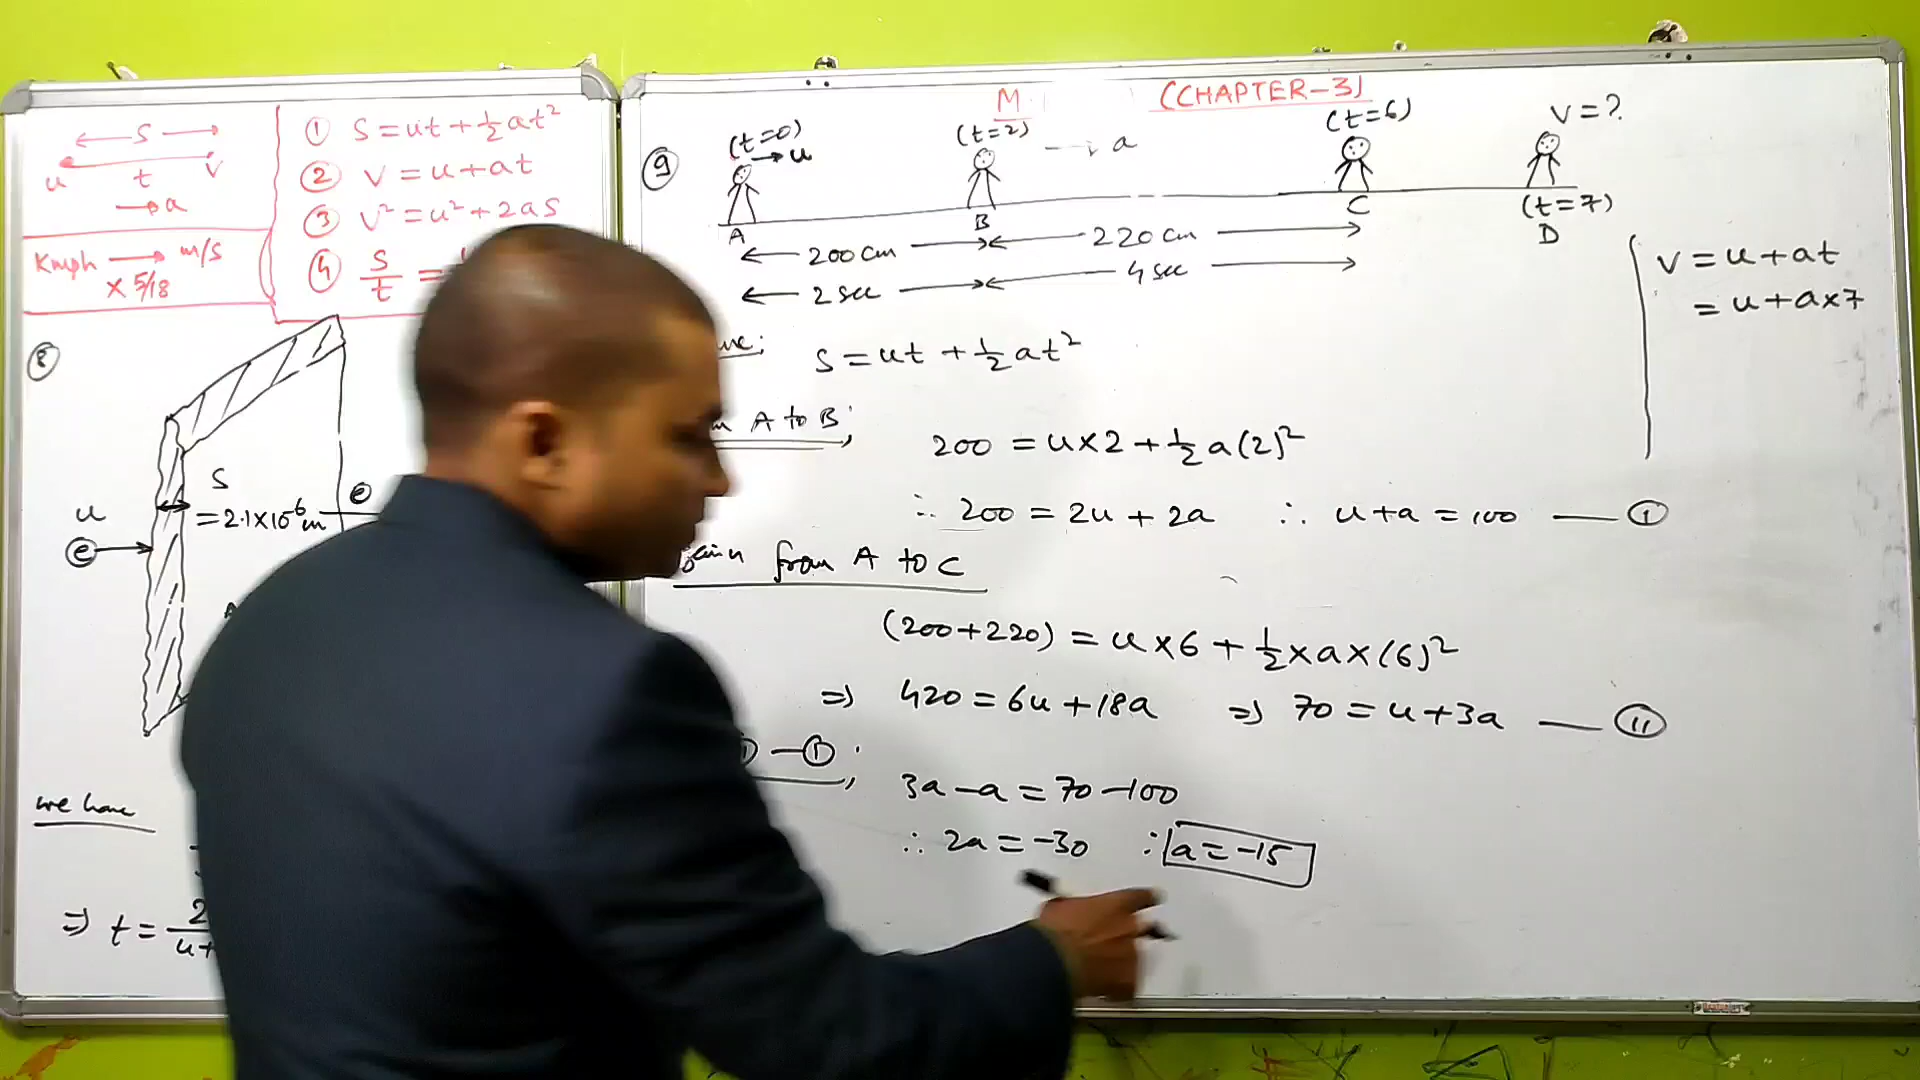 S
u t v
→a
Kmph → m/s
× 5/18
① S = ut + ½at²
② v = u + at
③ v² = u² + 2as
④ S/t =
⑧
S
= 2.1×10⁻⁶m
u
e
e
we have
⇒ t = 2
u+
M (CHAPTER-3)
⑨ (t=0) → u (t=2) → a (t=6) v = ?
A B C (t=7)
D
200 cm 220 cm
2 sec 4 sec
S = ut + ½at²
A to B;
200 = u×2 + ½a(2)²
∴ 200 = 2u + 2a ∴ u+a = 100 — ①
from A to C
(200+220) = u×6 + ½×a×(6)²
⇒ 420 = 6u + 18a ⇒ 70 = u + 3a — ⑪
— ① ;
3a - a = 70 - 100
∴ 2a = -30 ∴ a = -15
v = u + at
= u + a×7